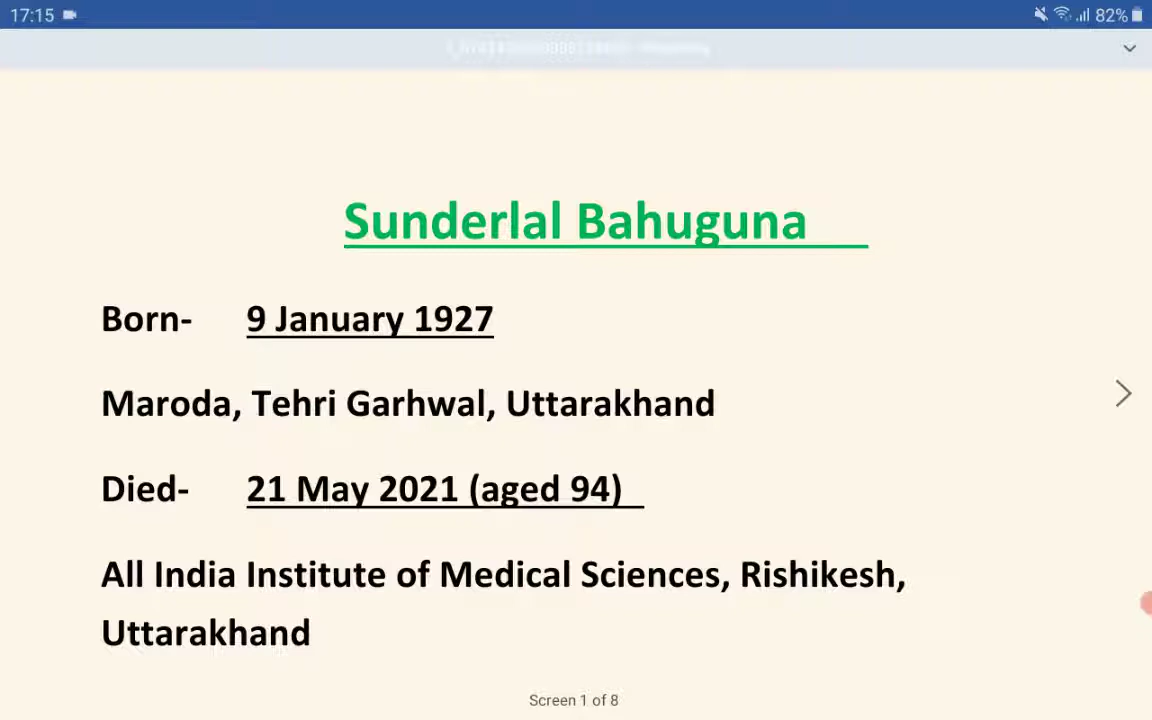 17:15 82%
Sunderlal Bahuguna
Born- 9 January 1927
Maroda, Tehri Garhwal, Uttarakhand
Died- 21 May 2021 (aged 94)
All India Institute of Medical Sciences, Rishikesh,
Uttarakhand
Screen 1 of 8